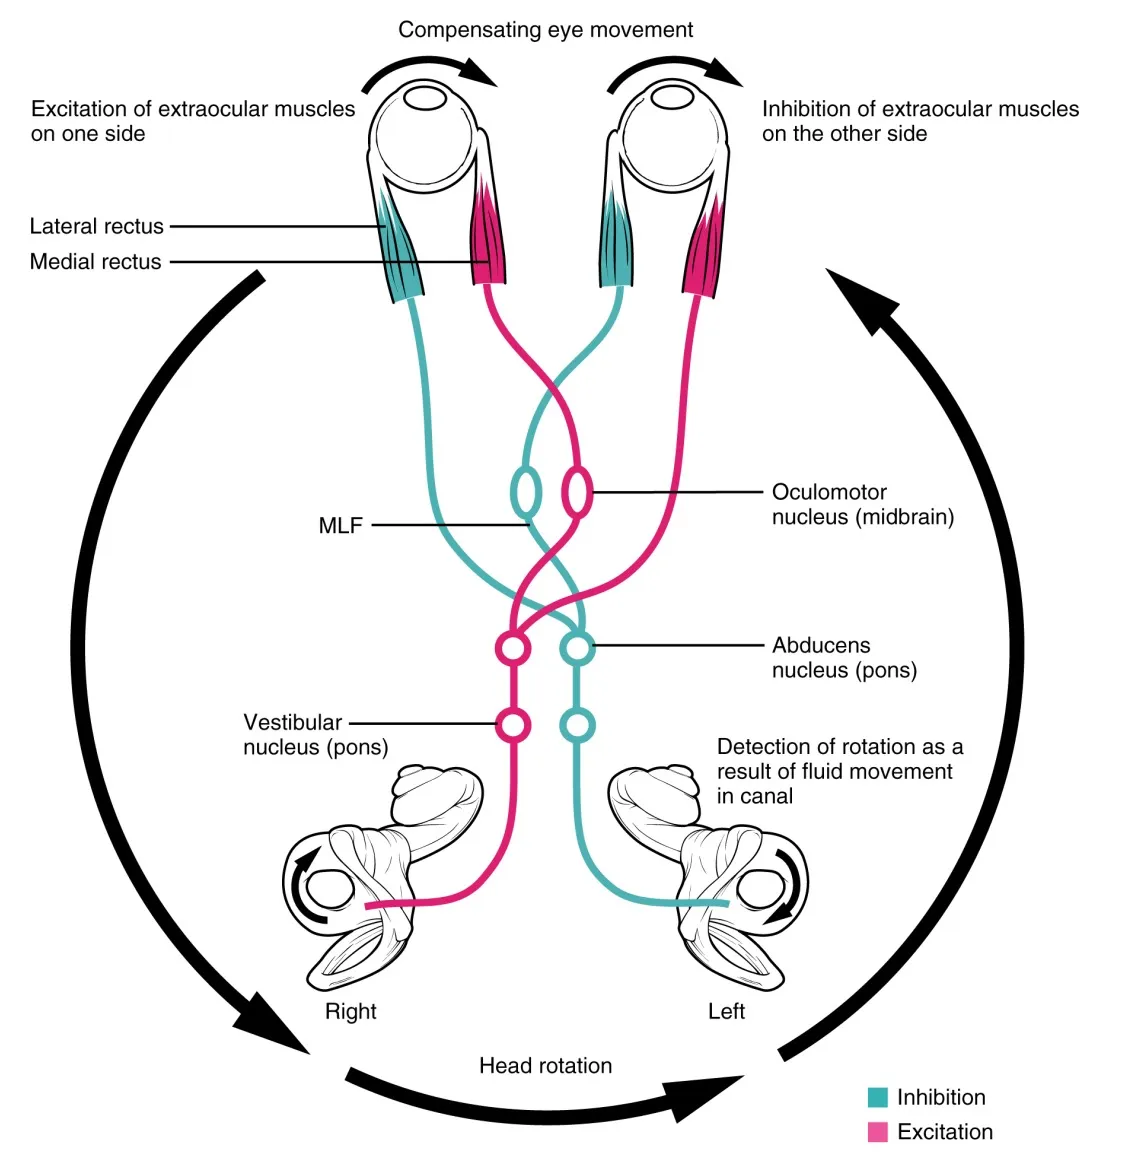 Compensating eye movement
Excitation of extraocular muscles
on one side
Inhibition of extraocular muscles
on the other side
Lateral rectus
Medial rectus
Oculomotor
nucleus (midbrain)
MLF
Abducens
nucleus (pons)
Vestibular
nucleus (pons)
Detection of rotation as a
result of fluid movement
in canal
Right
Left
Head rotation
Inhibition
Excitation